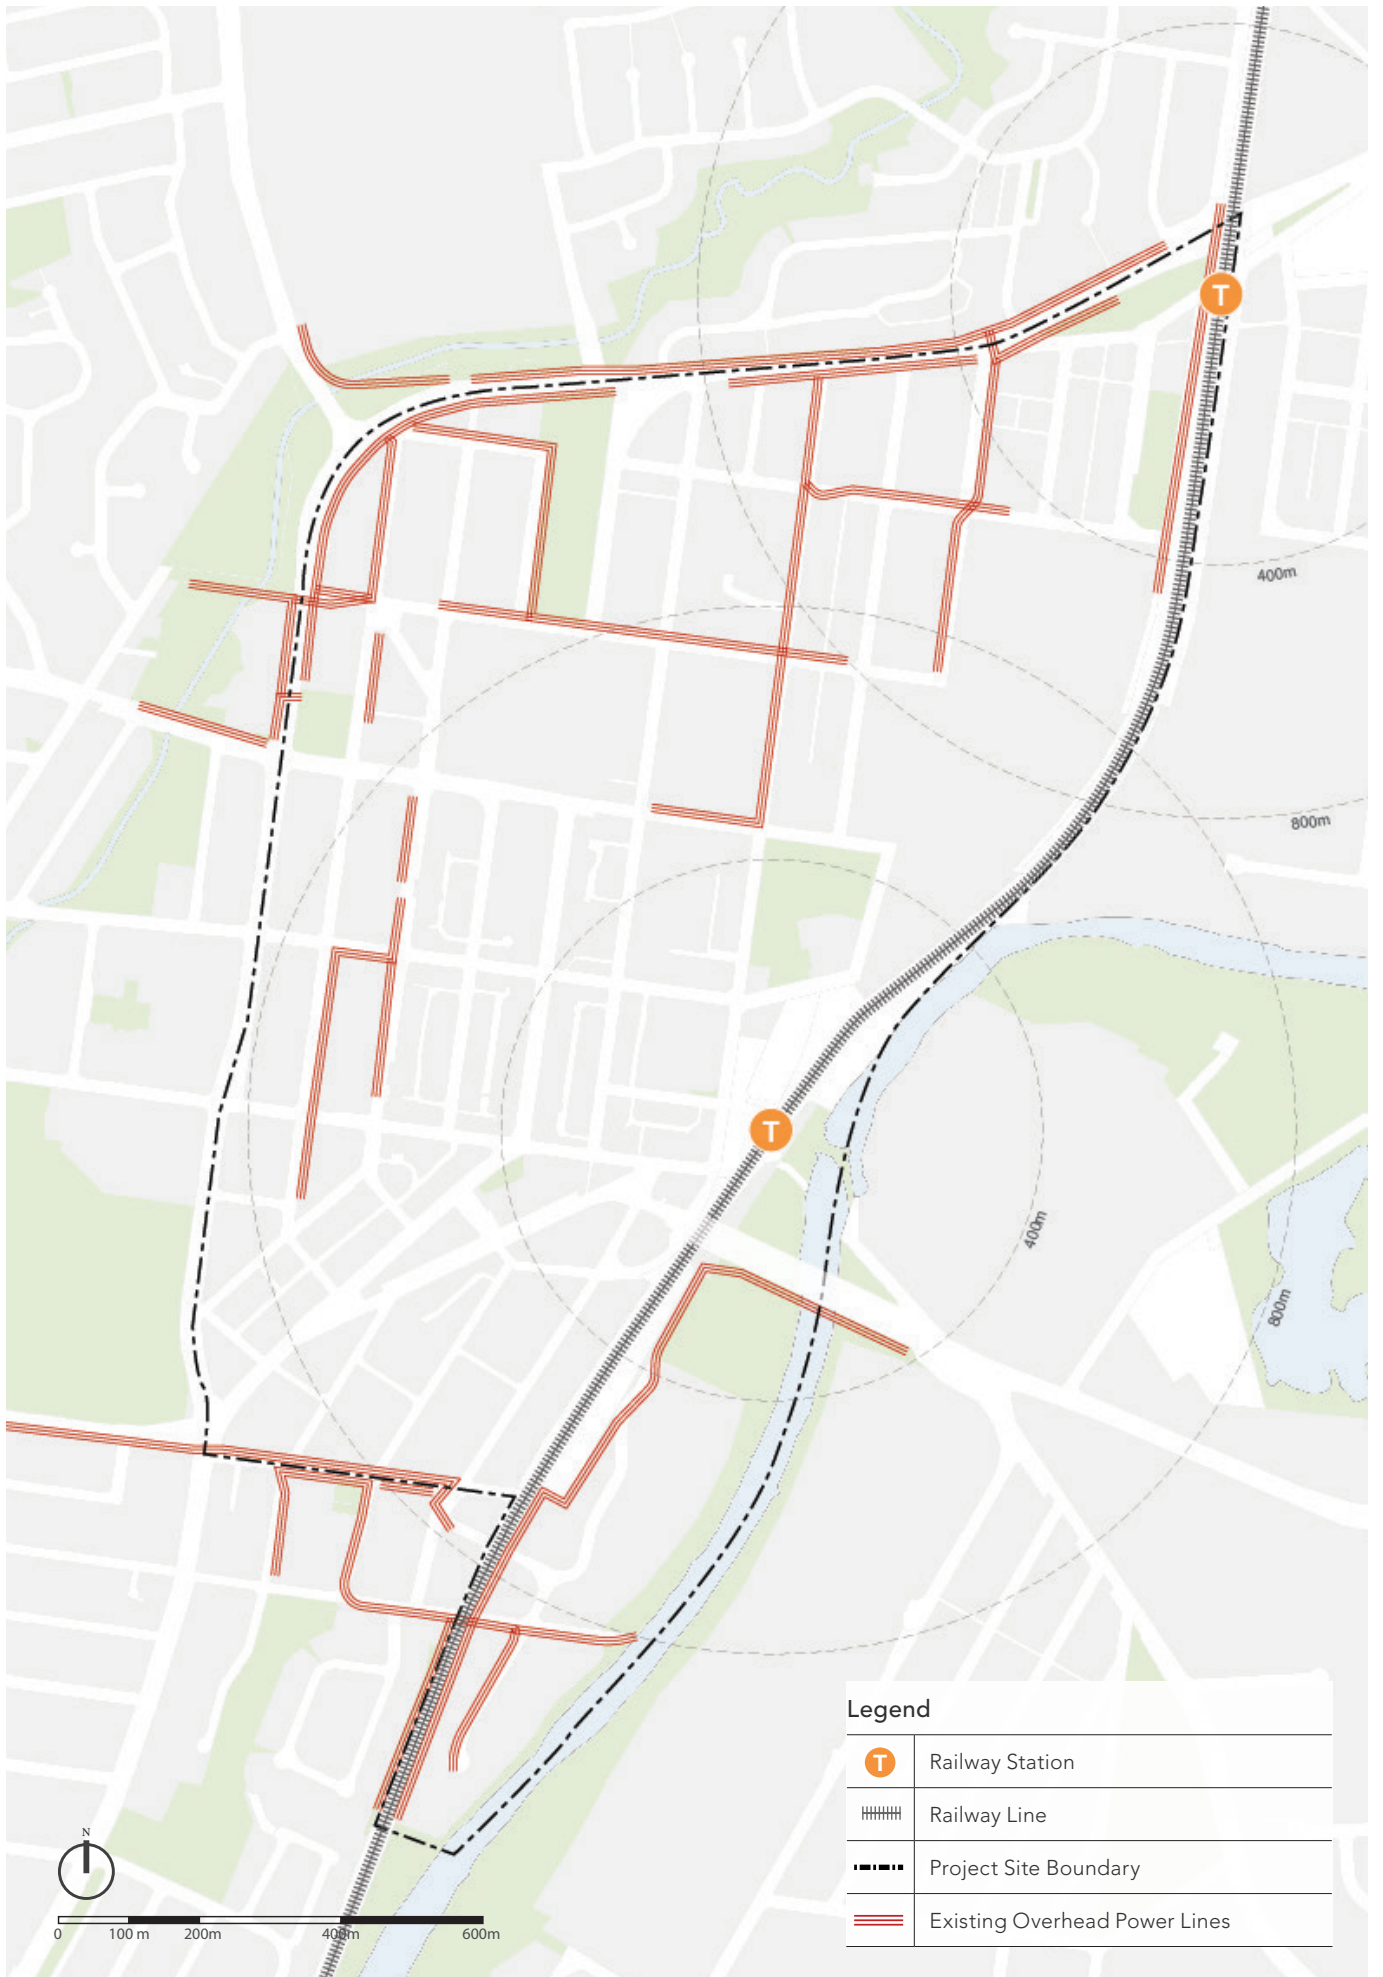 T
400m
800m
T
400m
800m
Legend
T Railway Station
Railway Line
Project Site Boundary
Existing Overhead Power Lines
N
0 100 m 200m 400m 600m